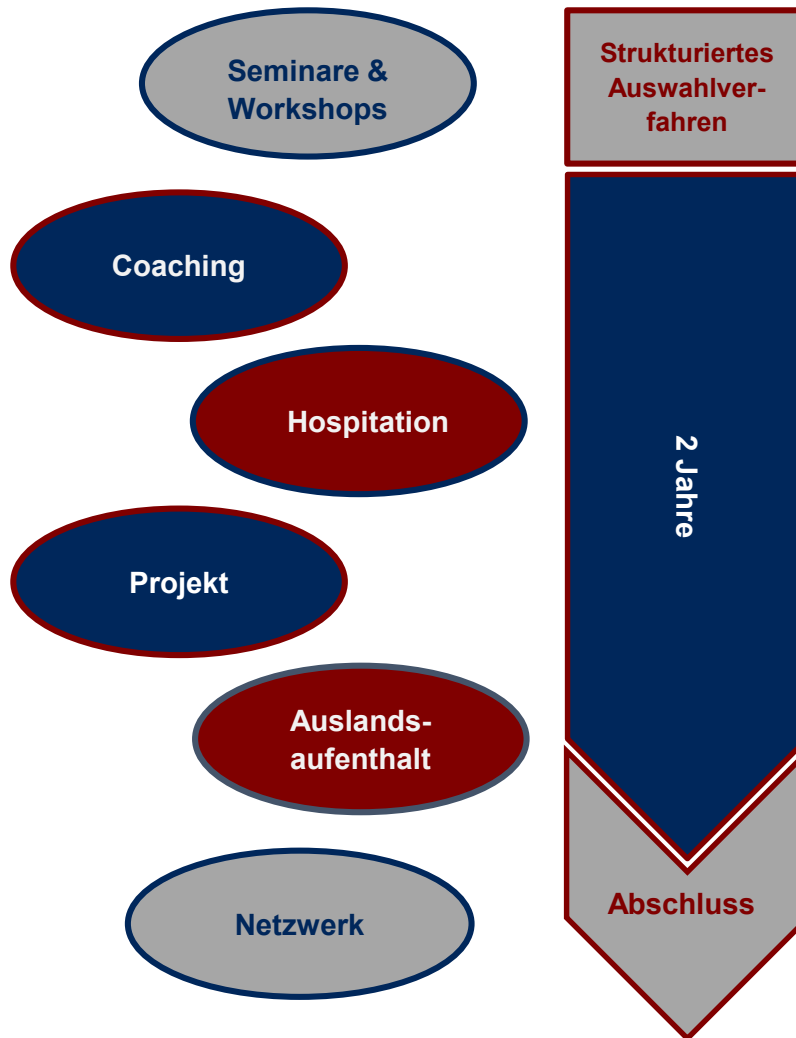 Seminare &
Workshops
Strukturiertes
Auswahlver-
fahren
Coaching
Hospitation
2 Jahre
Projekt
Auslands-
aufenthalt
Netzwerk
Abschluss